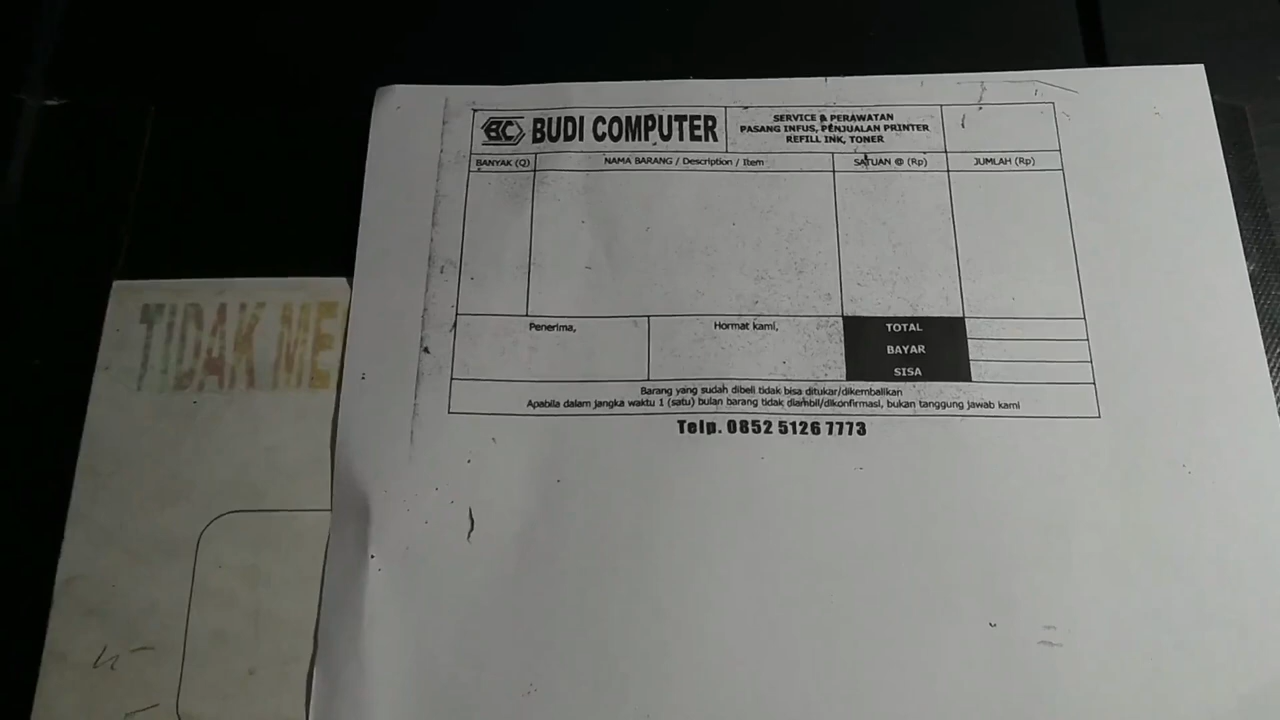 BC BUDI COMPUTER
SERVICE & PERAWATAN
PASANG INFUS, PENJUALAN PRINTER
REFILL INK, TONER
BANYAK (Q)
NAMA BARANG / Description / Item
SATUAN @ (Rp)
JUMLAH (Rp)
Penerima,
Hormat kami,
TOTAL
BAYAR
SISA
Barang yang sudah dibeli tidak bisa ditukar/dikembalikan
Apabila dalam jangka waktu 1 (satu) bulan barang tidak diambil/dikonfirmasi, bukan tanggung jawab kami
Telp. 0852 5126 7773
TIDAK ME